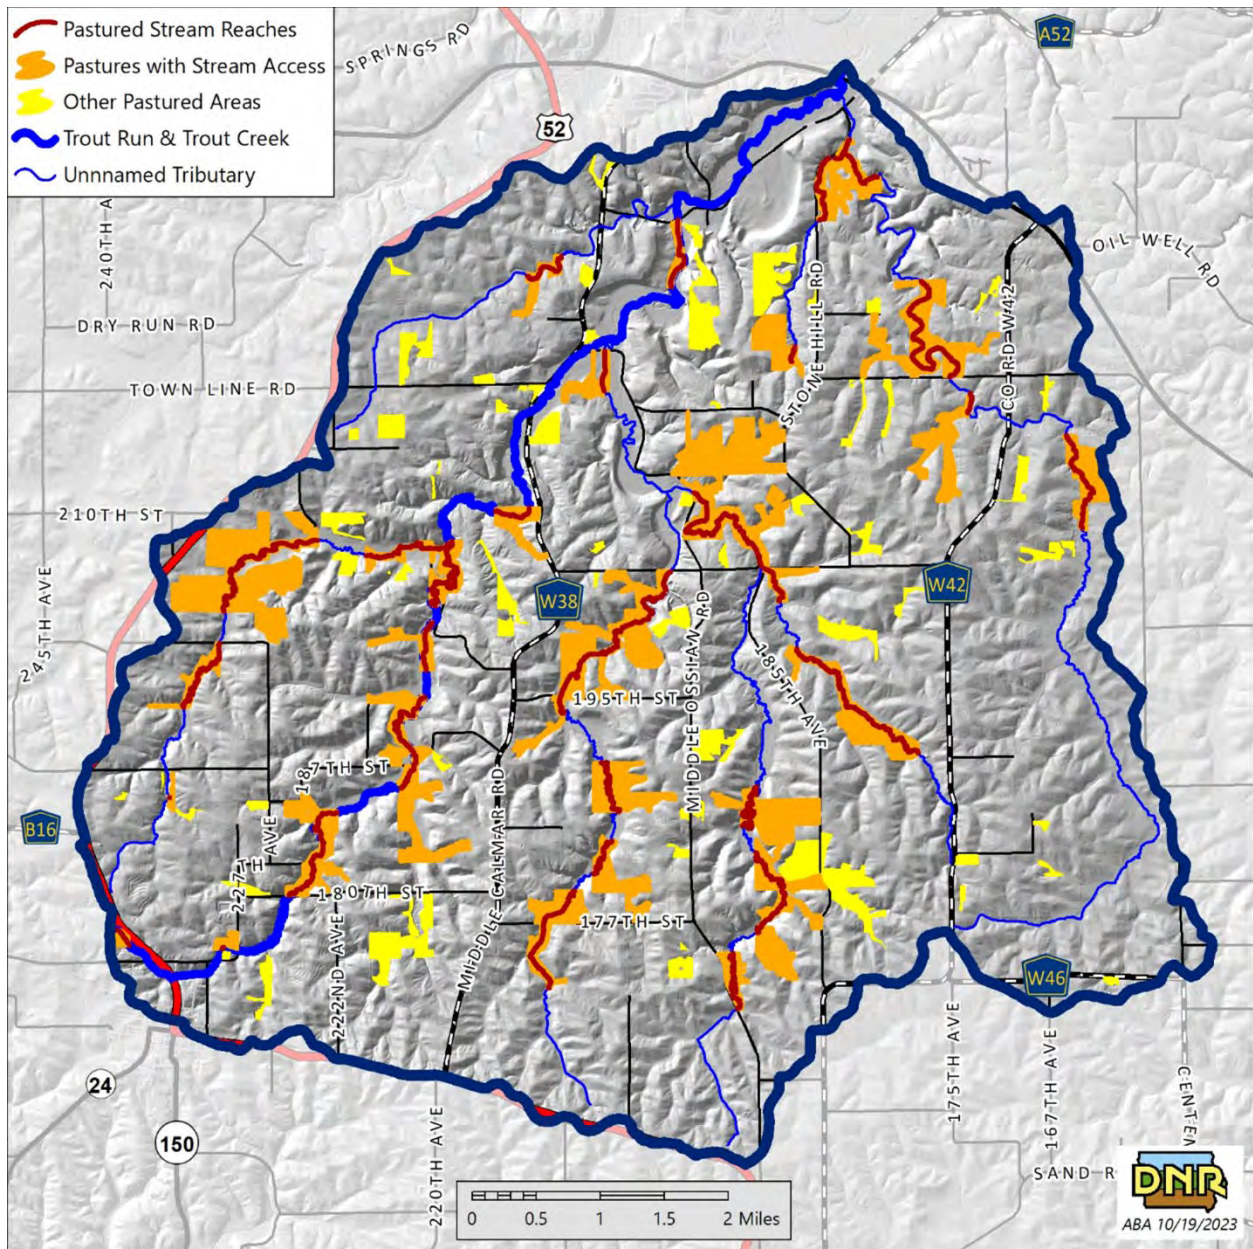 Pastured Stream Reaches
Pastures with Stream Access
Other Pastured Areas
Trout Run & Trout Creek
Unnnamed Tributary
SPRINGS RD
A52
52
240TH A
OIL WELL RD
DRY RUN RD
STONE HILL RD
CO RD W42
TOWN LINE RD
210TH ST
245TH AVE
W38
W42
MIDDLE OSSIAN RD
185TH AVE
195TH ST
187TH ST
B16
227TH AVE
MIDDLE CALMAR RD
180TH ST
177TH ST
222ND AVE
W46
175TH AVE
167TH AVE
CENTEN
24
150
220TH AVE
SAND R
0 0.5 1 1.5 2 Miles
DNR
ABA 10/19/2023